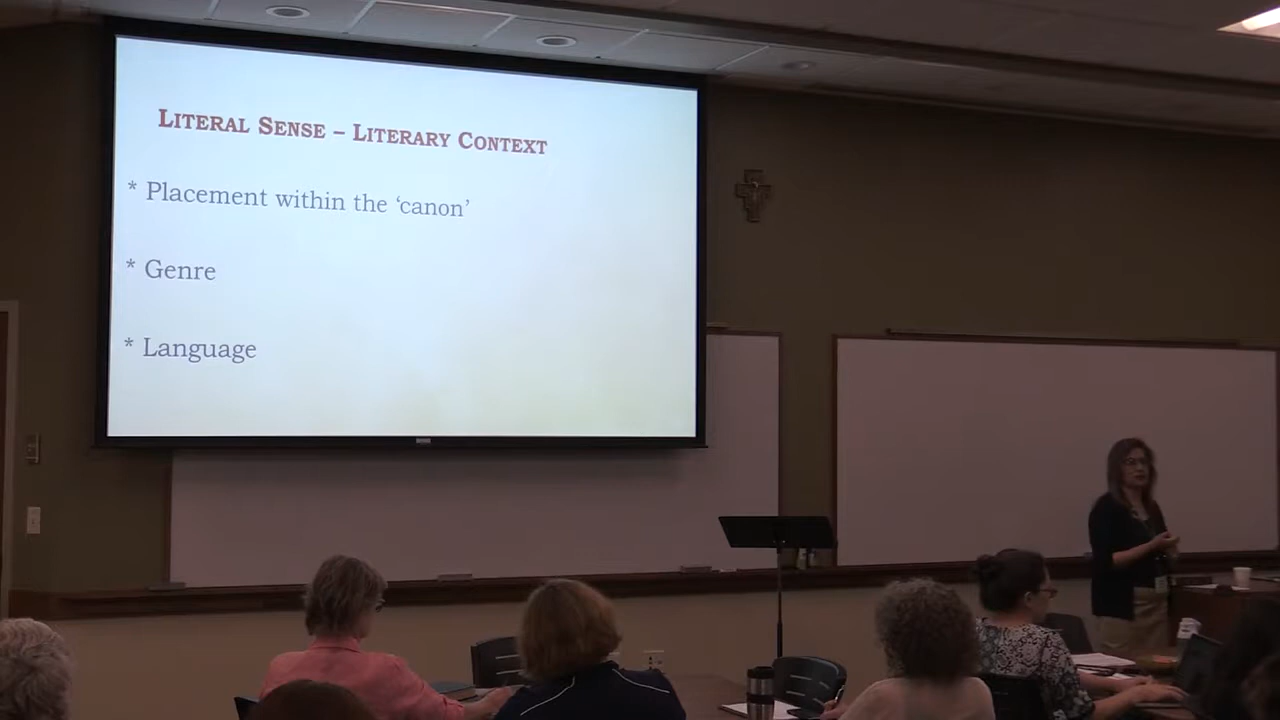 LITERAL SENSE – LITERARY CONTEXT
* Placement within the ‘canon’
* Genre
* Language